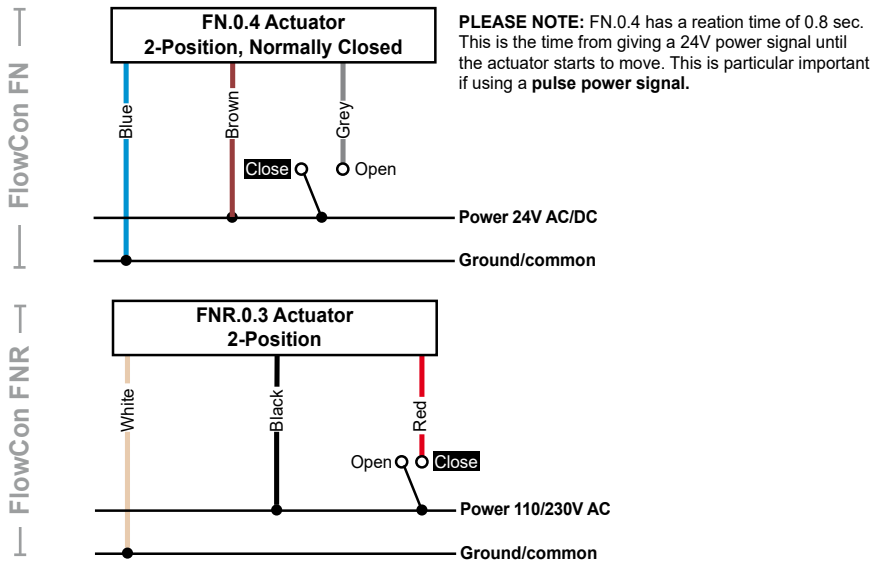 FlowCon FN
FN.0.4 Actuator
2-Position, Normally Closed
PLEASE NOTE: FN.0.4 has a reation time of 0.8 sec.
This is the time from giving a 24V power signal until
the actuator starts to move. This is particular important
if using a pulse power signal.
Blue
Brown
Grey
Close
Open
Power 24V AC/DC
Ground/common
FlowCon FNR
FNR.0.3 Actuator
2-Position
White
Black
Red
Open
Close
Power 110/230V AC
Ground/common